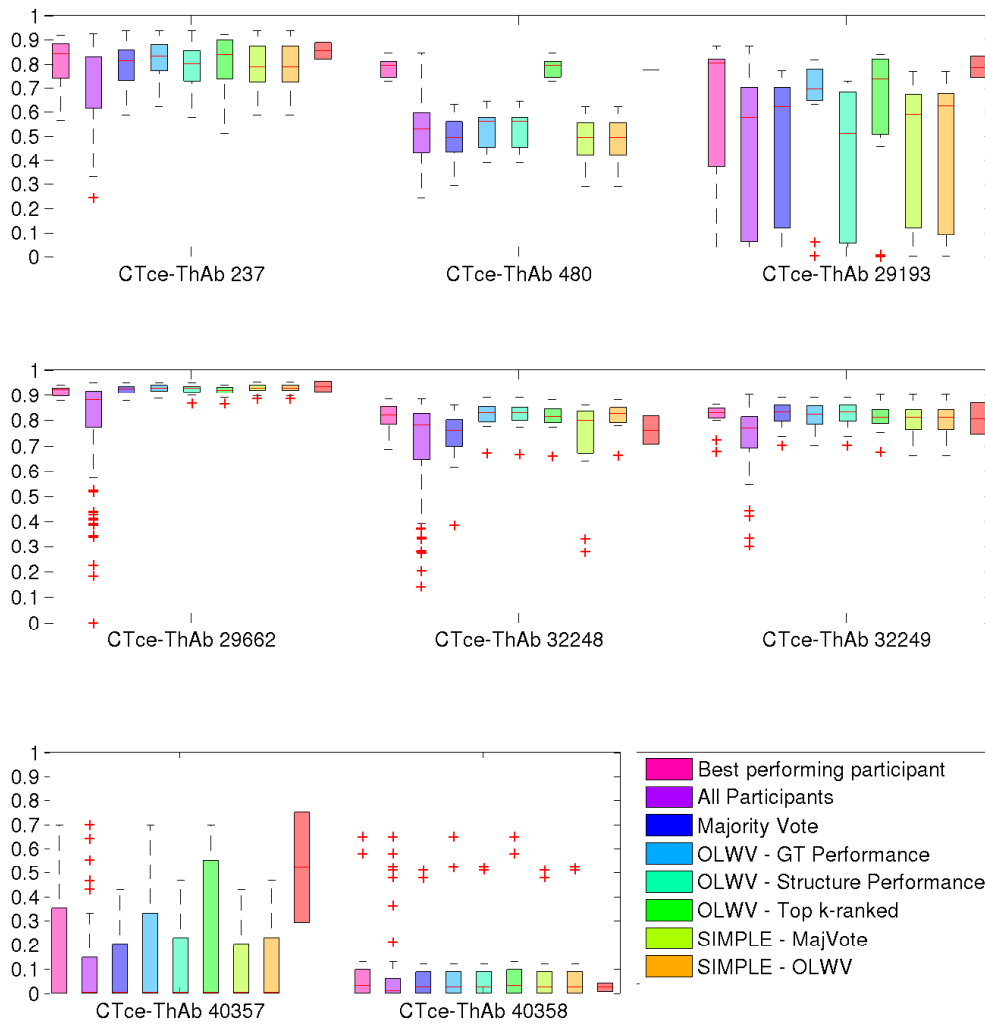 1
0.9
0.8
0.7
0.6
0.5
0.4
0.3
0.2
0.1
0
CTce-ThAb 237
CTce-ThAb 480
CTce-ThAb 29193
1
0.9
0.8
0.7
0.6
0.5
0.4
0.3
0.2
0.1
0
CTce-ThAb 29662
CTce-ThAb 32248
CTce-ThAb 32249
1
0.9
0.8
0.7
0.6
0.5
0.4
0.3
0.2
0.1
0
CTce-ThAb 40357
CTce-ThAb 40358
Best performing participant
All Participants
Majority Vote
OLWV - GT Performance
OLWV - Structure Performance
OLWV - Top k-ranked
SIMPLE - MajVote
SIMPLE - OLWV